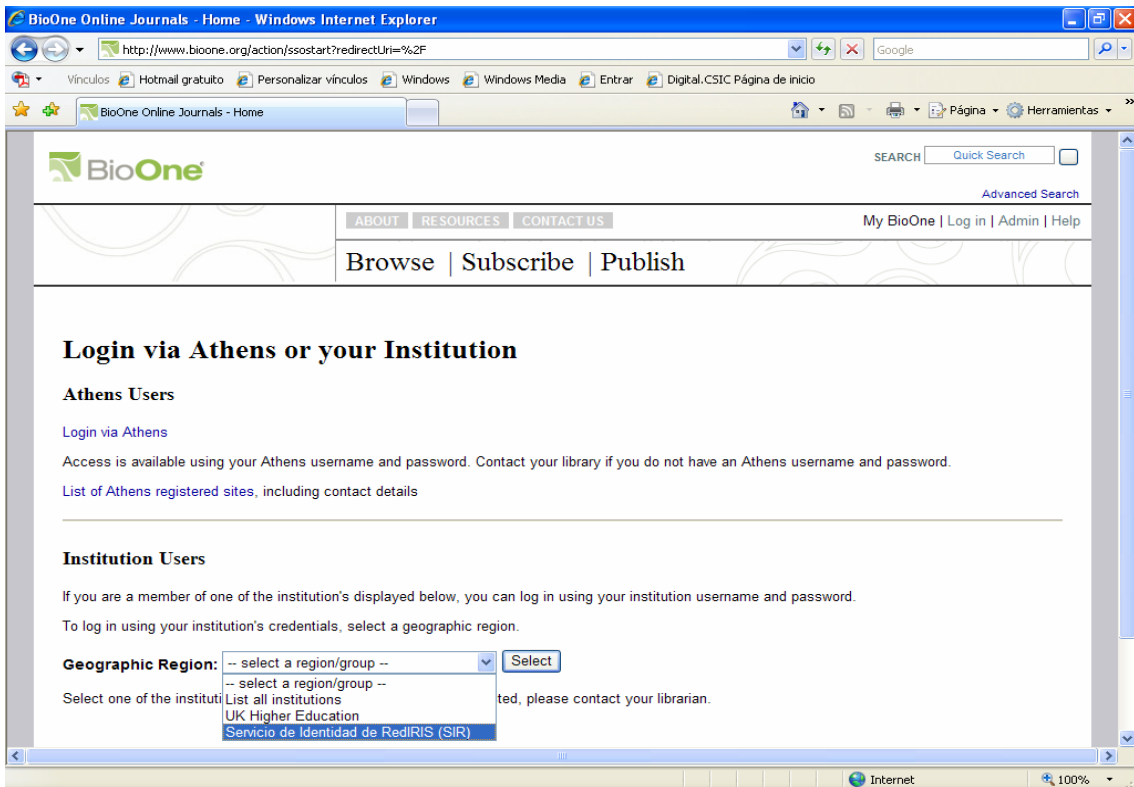 BioOne Online Journals - Home - Windows Internet Explorer
http://www.bioone.org/action/ssostart?redirectUri=%2F
Google
Vínculos Hotmail gratuito Personalizar vínculos Windows Windows Media Entrar Digital.CSIC Página de inicio
BioOne Online Journals - Home Página Herramientas »
BioOne
SEARCH Quick Search
Advanced Search
ABOUT RESOURCES CONTACT US My BioOne | Log in | Admin | Help
Browse | Subscribe | Publish
Login via Athens or your Institution
Athens Users
Login via Athens
Access is available using your Athens username and password. Contact your library if you do not have an Athens username and password.
List of Athens registered sites, including contact details
Institution Users
If you are a member of one of the institution's displayed below, you can log in using your institution username and password.
To log in using your institution's credentials, select a geographic region.
Geographic Region: -- select a region/group -- Select
-- select a region/group --
Select one of the instituti List all institutions ted, please contact your librarian.
UK Higher Education
Servicio de Identidad de RedIRIS (SIR)
Internet 100%